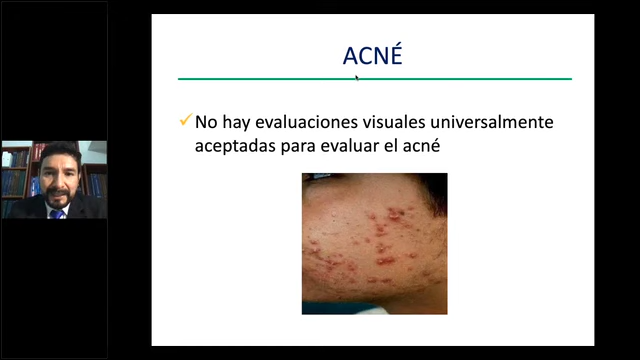 ACNÉ
No hay evaluaciones visuales universalmente
aceptadas para evaluar el acné